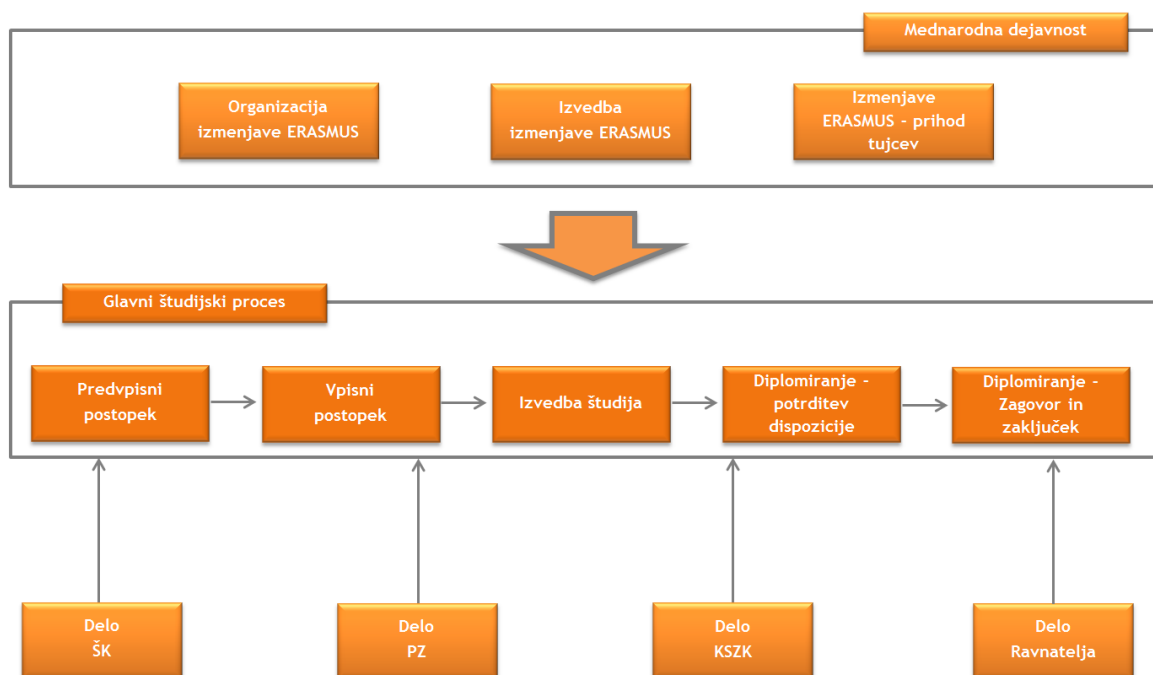 Mednarodna dejavnost
Organizacija
izmenjave ERASMUS
Izvedba
izmenjave ERASMUS
Izmenjave
ERASMUS - prihod
tujcev
Glavni študijski proces
Predvpisni
postopek
Vpisni
postopek
Izvedba študija
Diplomiranje -
potrditev
dispozicije
Diplomiranje -
Zagovor in
zaključek
Delo
ŠK
Delo
PZ
Delo
KSZK
Delo
Ravnatelja